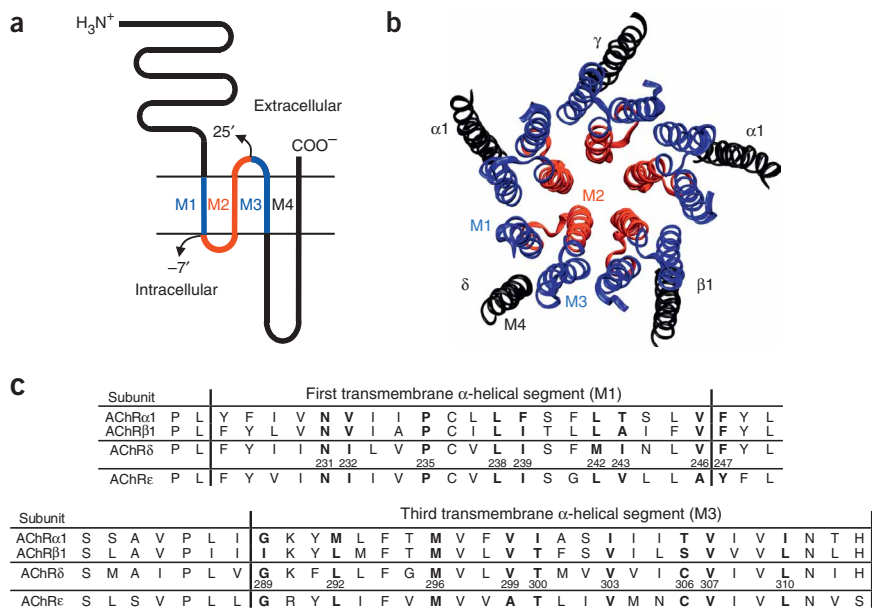 a
H₃N⁺
25′
Extracellular
COO⁻
M1 M2 M3 M4
−7′
Intracellular
b
γ
α1
α1
M2
M1
δ
M3
β1
M4
c
Subunit First transmembrane α-helical segment (M1)
AChRα1 P L Y F I V N V I I P C L L F S F L T S L V F Y L
AChRβ1 P L F Y L V N V I A P C I L I T L L A I F V F Y L
AChRδ P L F Y I I N I L V P C V L I S F M I N L V F Y L
231 232 235 238 239 242 243 246 247
AChRε P L F Y V I N I I V P C V L I S G L V L L A Y F L
Subunit Third transmembrane α-helical segment (M3)
AChRα1 S S A V P L I G K Y M L F T M V F V I A S I I I T V I V I N T H
AChRβ1 S L A V P I I I K Y L M F T M V L V T F S V I L S V V V L N L H
AChRδ S M A I P L V G K F L L F G M V L V T M V V V I C V I V L N I H
289 292 296 299 300 303 306 307 310
AChRε S L S V P L L G R Y L I F V M V V A T L I V M N C V I V L N V S